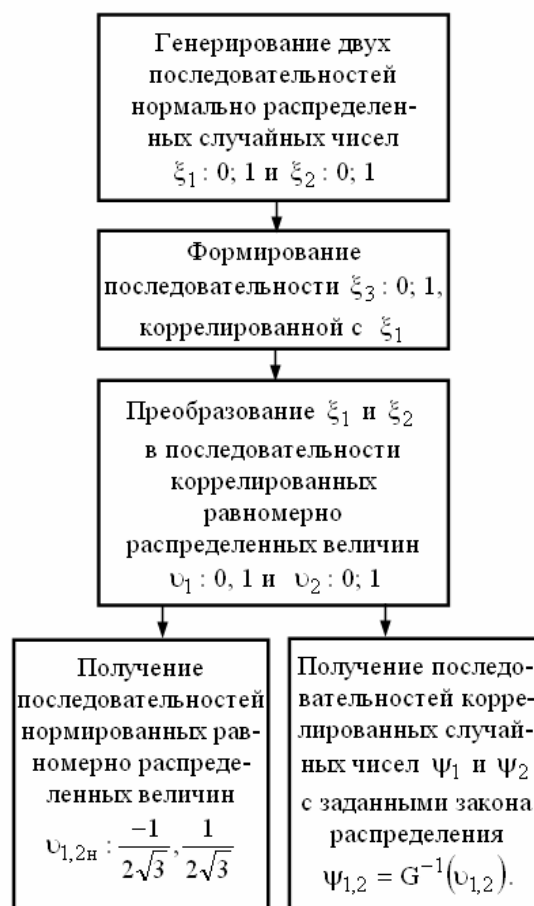 Генерирование двух
последовательностей
нормально распределен-
ных случайных чисел
ξ₁ : 0; 1 и ξ₂ : 0; 1
Формирование
последовательности ξ₃ : 0; 1,
коррелированной с ξ₁
Преобразование ξ₁ и ξ₂
в последовательности
коррелированных
равномерно
распределенных величин
υ₁ : 0, 1 и υ₂ : 0; 1
Получение
последовательностей
нормированных рав-
номерно распреде-
ленных величин
υ₁,₂н : -1/(2√3), 1/(2√3)
Получение последо-
вательностей корре-
лированных случай-
ных чисел ψ₁ и ψ₂
с заданными закона
распределения
ψ₁,₂ = G⁻¹(υ₁,₂).